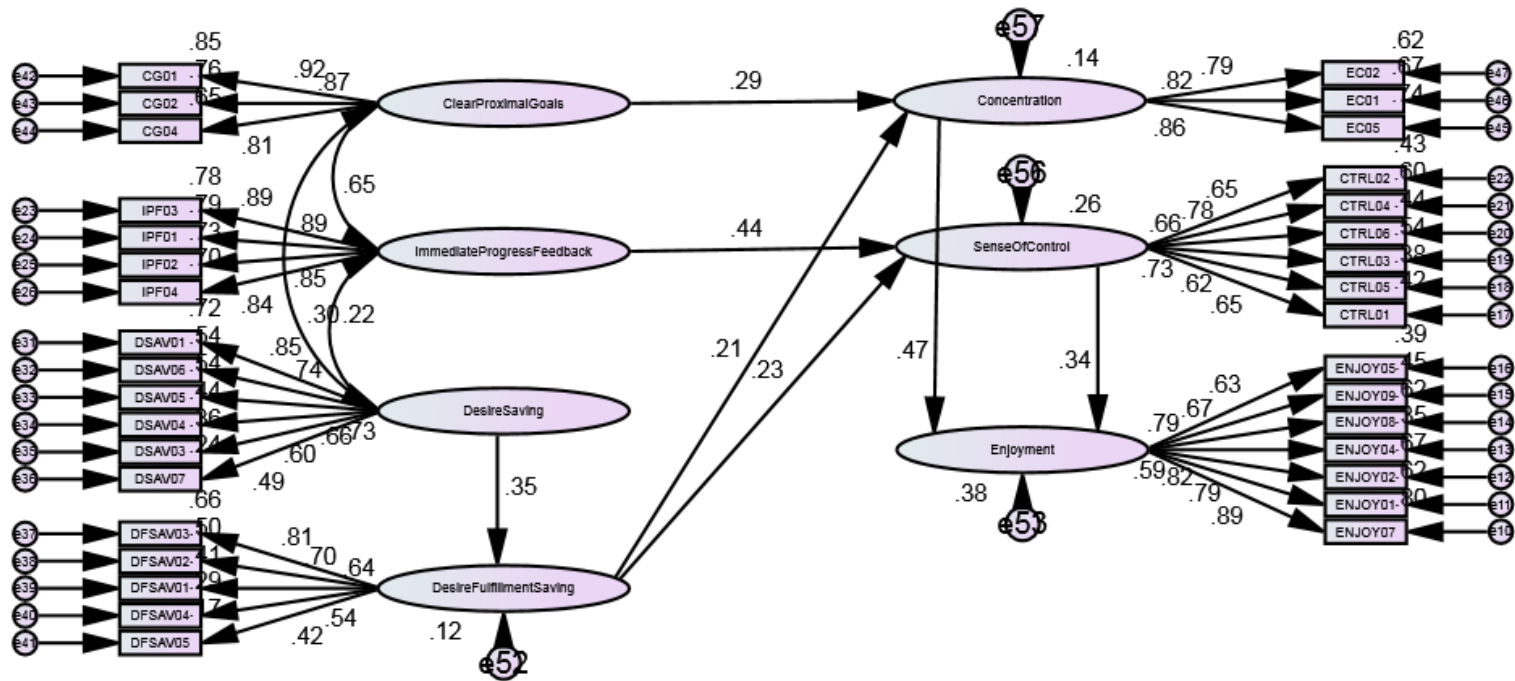 .85
e42 CG01 .76 .92
e43 CG02 .65 .87
e44 CG04 .81
ClearProximalGoals
.29
e57
.14
Concentration
.79
.82
.86
.62
EC02 .67 e47
EC01 .74 e46
EC05 e45
.65
.78
e23 IPF03 .79 .89
e24 IPF01 .73 .89
e25 IPF02 .70 .85
e26 IPF04 .84
ImmediateProgressFeedback
.44
e56
.26
SenseOfControl
.65
.66 .78
.73
.62
.65
.43
CTRL02 .60 e22
CTRL04 e21
CTRL06 .54 e20
CTRL03 e19
CTRL05 .42 e18
CTRL01 e17
.30 .22
.72
e31 DSAV01 .54 .85
e32 DSAV06 .74
e33 DSAV05 .44 .73
e34 DSAV04 .66
e35 DSAV03 .24 .60
e36 DSAV07 .49
DesireSaving
.35
.21
.23
.47
.34
Enjoyment
.38
e53
.63
.67
.79
.59
.82
.79
.89
.39
ENJOY05 .45 e16
ENJOY09 .62 e15
ENJOY08 .35 e14
ENJOY04 .67 e13
ENJOY02 .62 e12
ENJOY01 .80 e11
ENJOY07 e10
.66
e37 DFSAV03 .50 .81
e38 DFSAV02 .41 .70
e39 DFSAV01 .29 .64
e40 DFSAV04 .17 .54
e41 DFSAV05 .42
DesireFulfillmentSaving
.12
e52